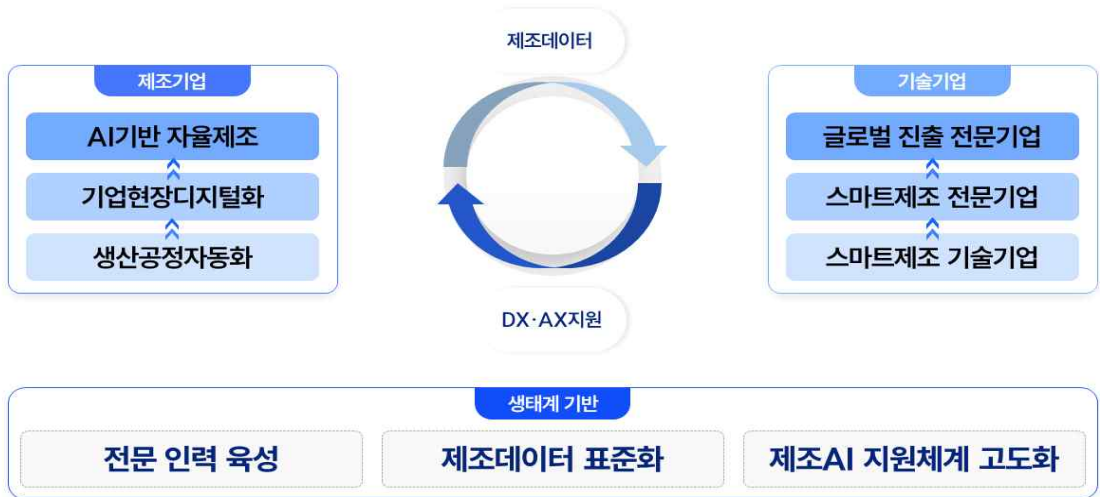 제조데이터
제조기업
AI기반 자율제조
기업현장디지털화
생산공정자동화
기술기업
글로벌 진출 전문기업
스마트제조 전문기업
스마트제조 기술기업
DX·AX지원
생태계 기반
전문 인력 육성
제조데이터 표준화
제조AI 지원체계 고도화